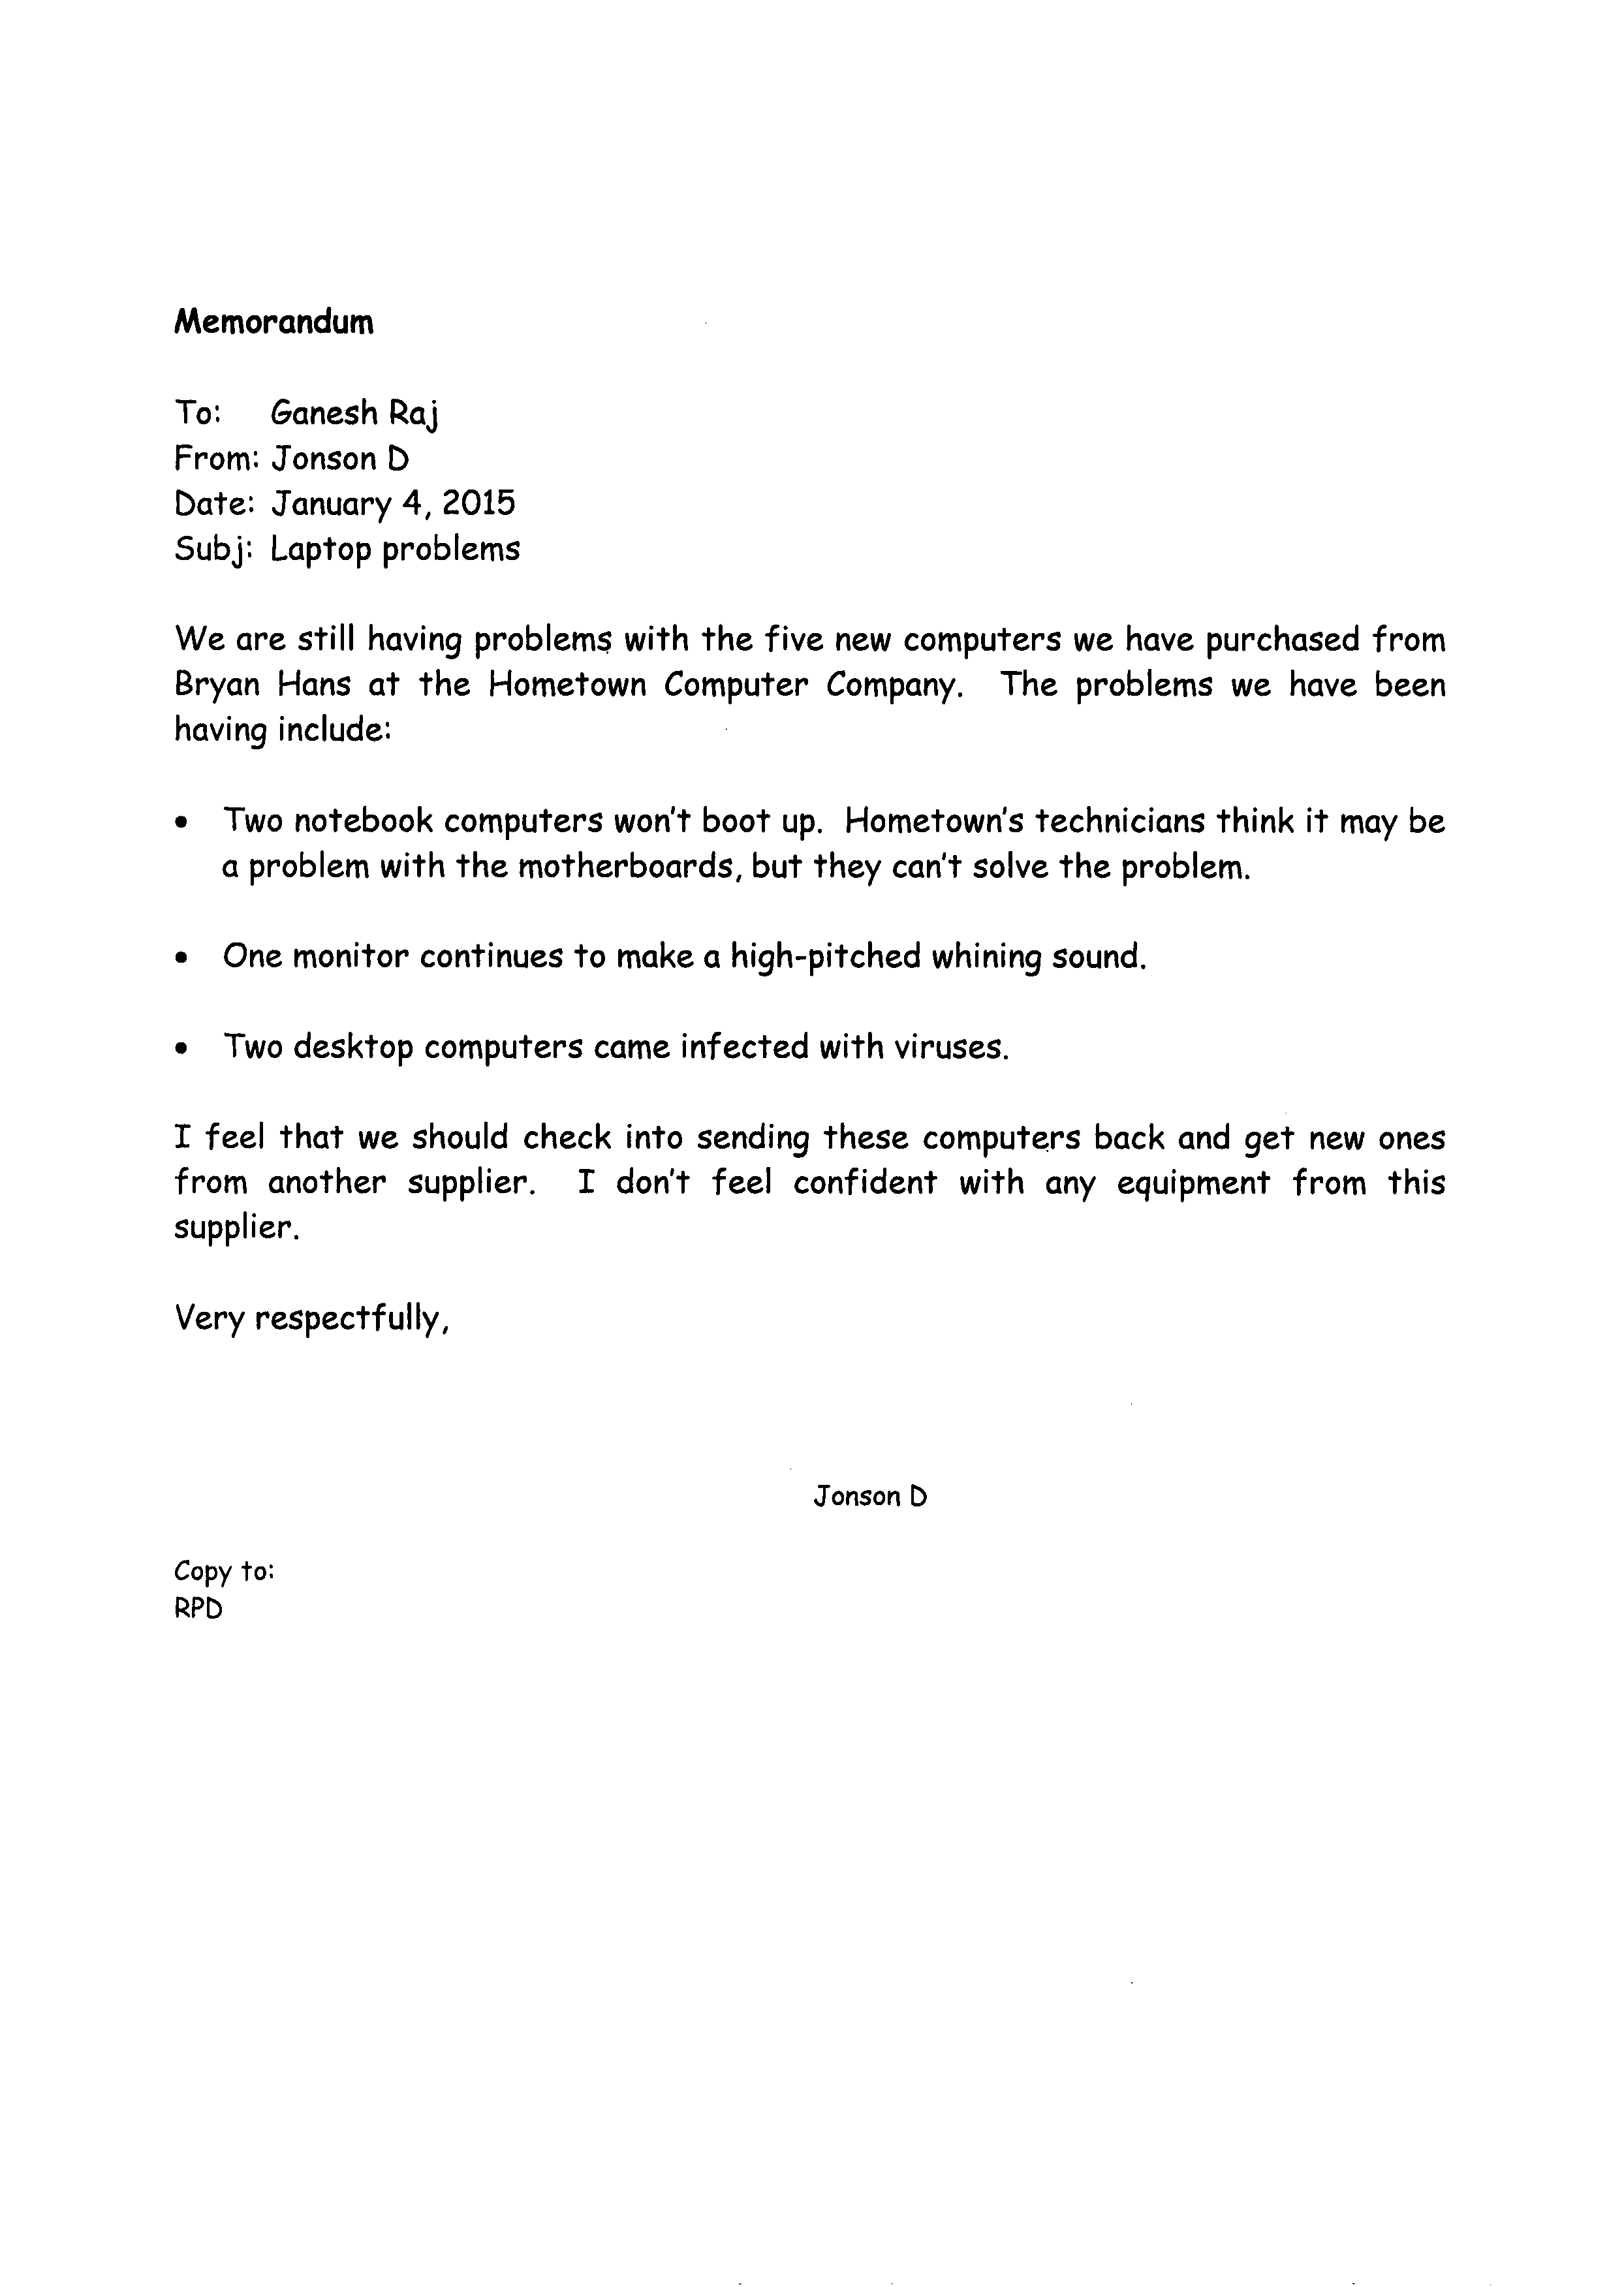 Memorandum
To: Ganesh Raj
From: Jonson D
Date: January 4, 2015
Subj: Laptop problems
We are still having problems with the five new computers we have purchased from
Bryan Hans at the Hometown Computer Company. The problems we have been
having include:
• Two notebook computers won't boot up. Hometown's technicians think it may be
a problem with the motherboards, but they can't solve the problem.
• One monitor continues to make a high-pitched whining sound.
• Two desktop computers came infected with viruses.
I feel that we should check into sending these computers back and get new ones
from another supplier. I don't feel confident with any equipment from this
supplier.
Very respectfully,
Jonson D
Copy to:
RPD